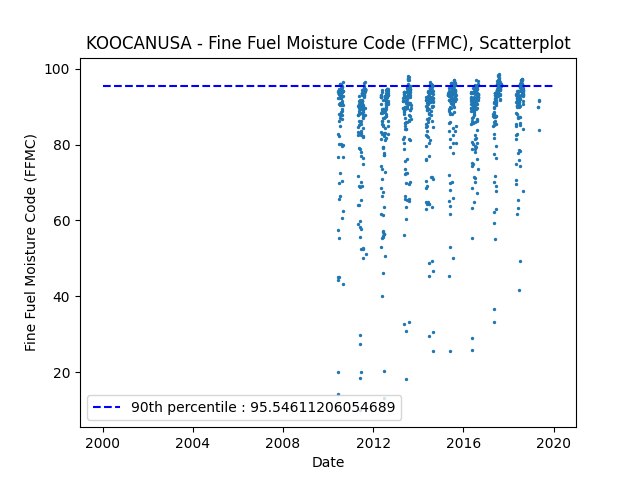 KOOCANUSA - Fine Fuel Moisture Code (FFMC), Scatterplot
Fine Fuel Moisture Code (FFMC)
100
80
60
40
20
90th percentile : 95.54611206054689
2000
2004
2008
2012
2016
2020
Date